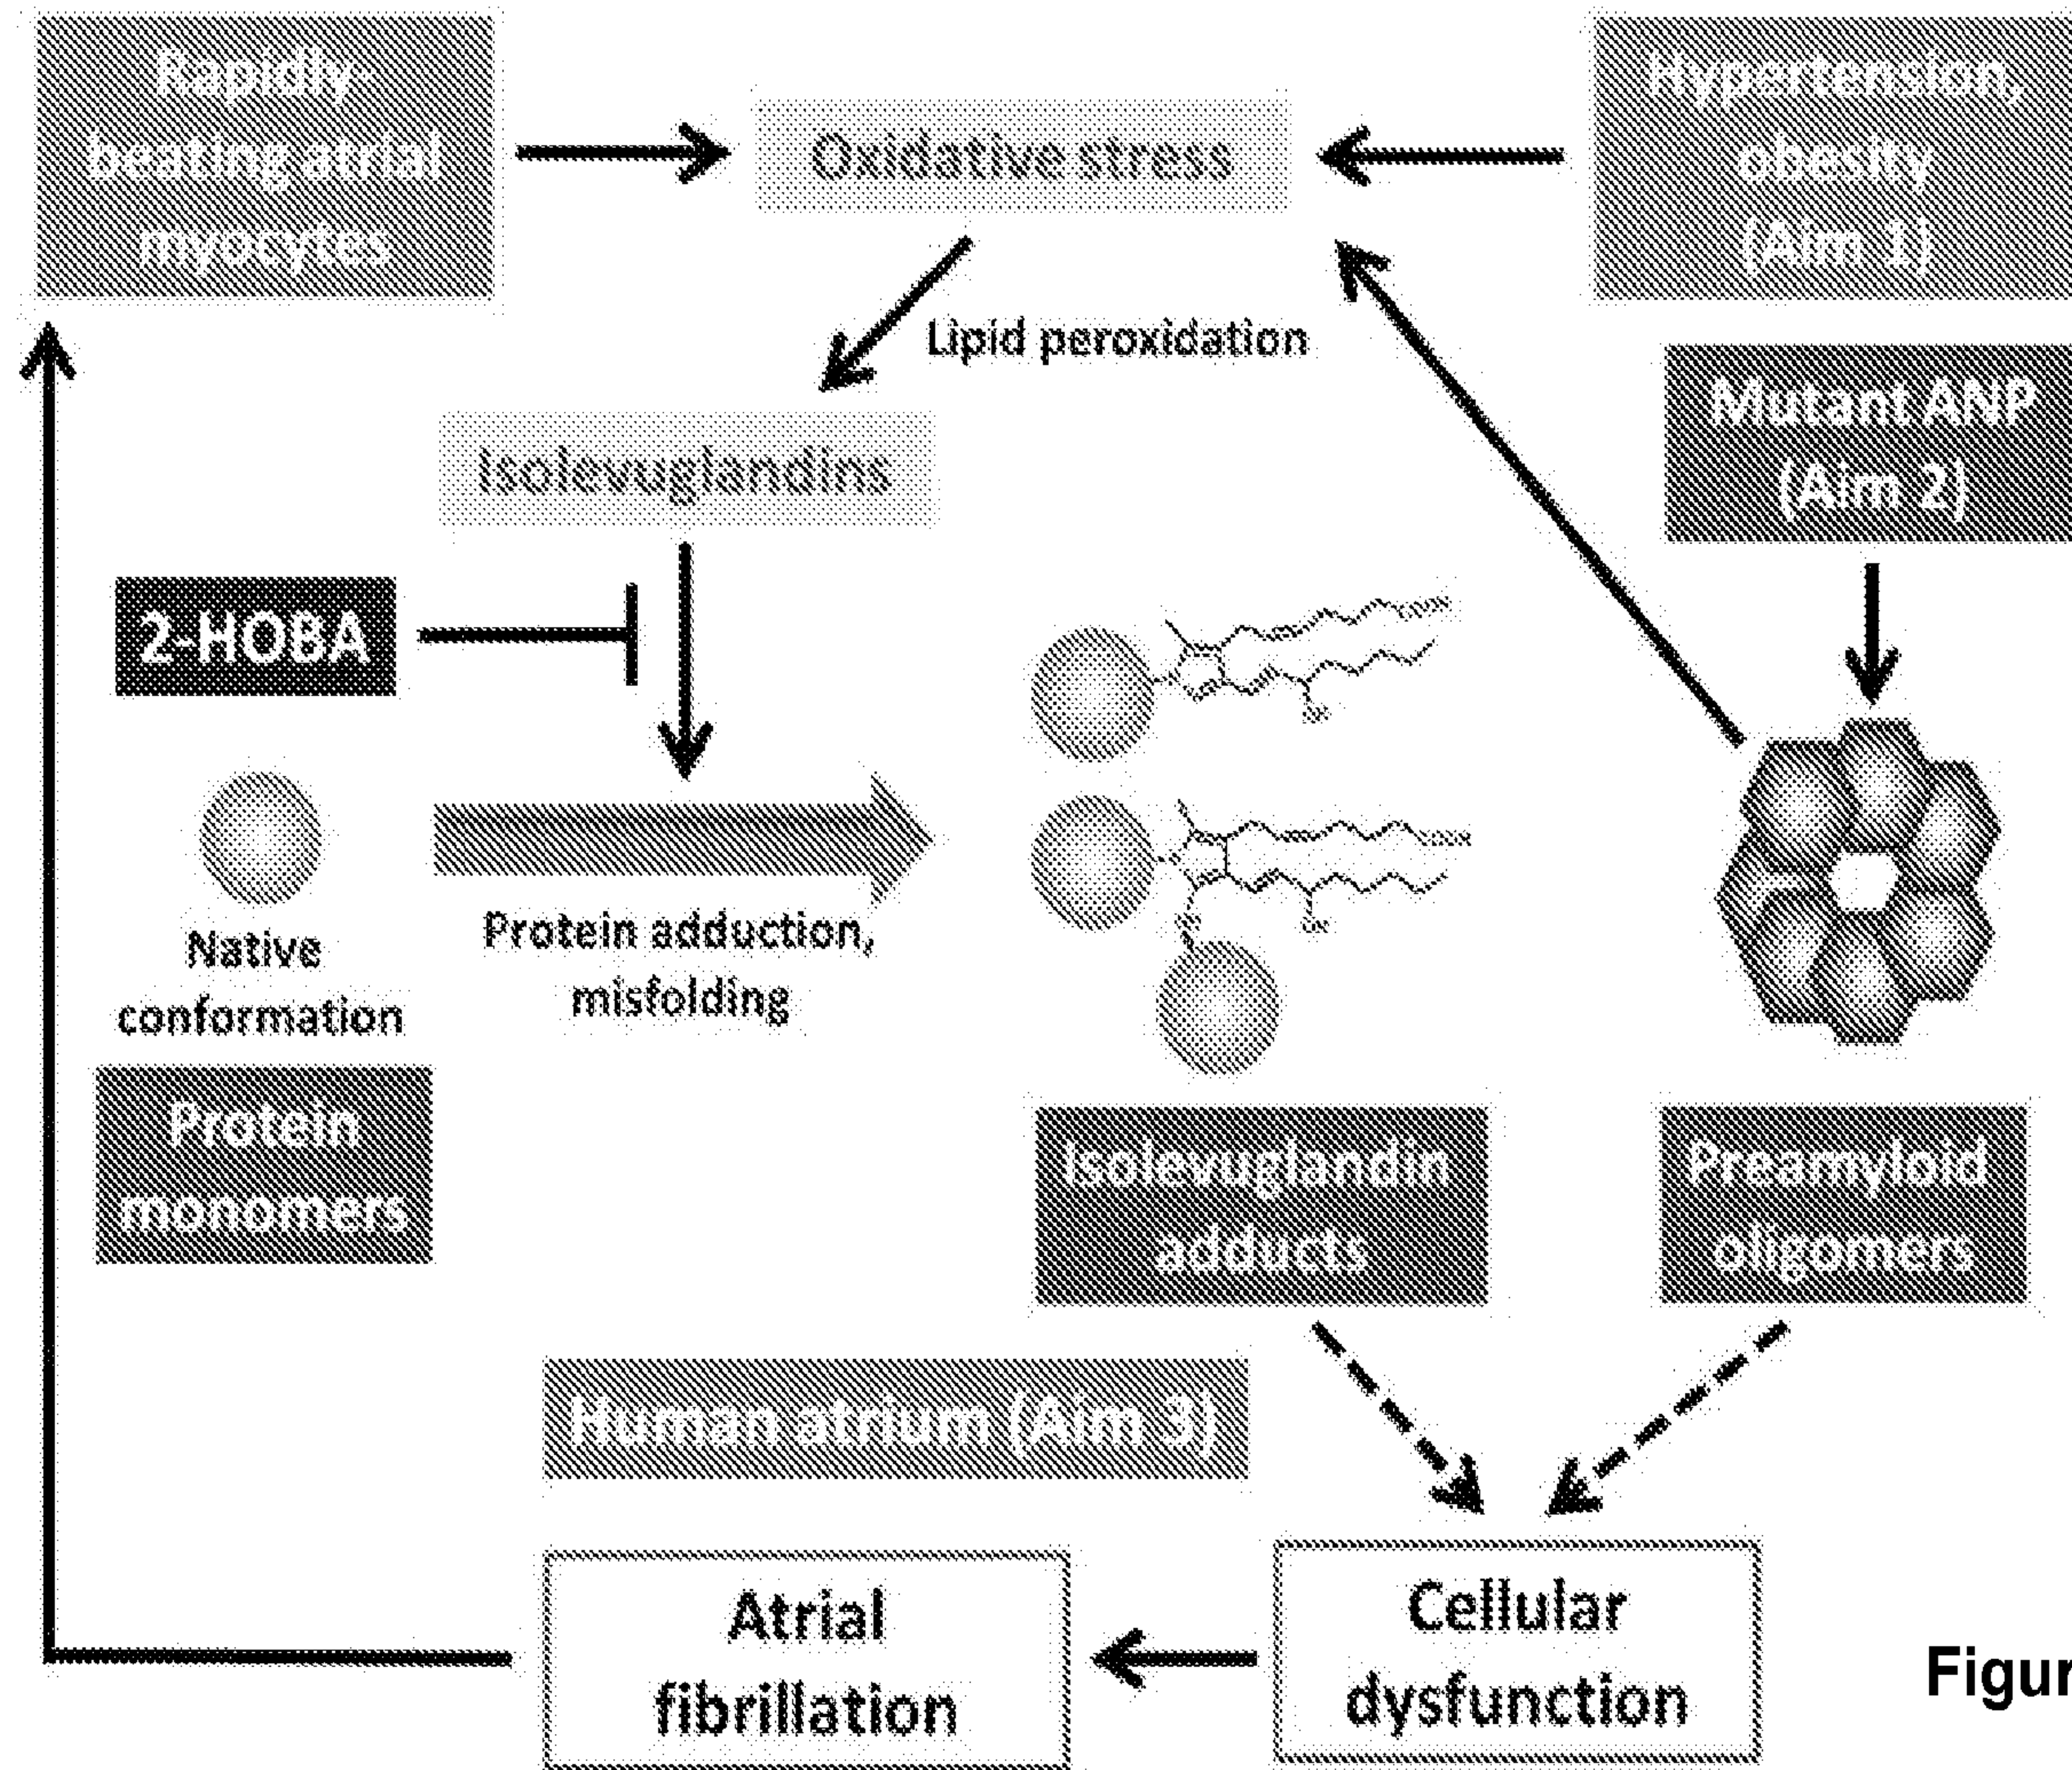 Rapidly-
beating atrial
myocytes
Oxidative stress
Hypertension,
obesity
(Aim 1)
Lipid peroxidation
Mutant ANP
(Aim 2)
Isolevuglandins
2-HOBA
Native
conformation
Protein adduction,
misfolding
Protein
monomers
Isolevuglandin
adducts
Preamyloid
oligomers
Human atrium (Aim 3)
Atrial
fibrillation
Cellular
dysfunction
Figur